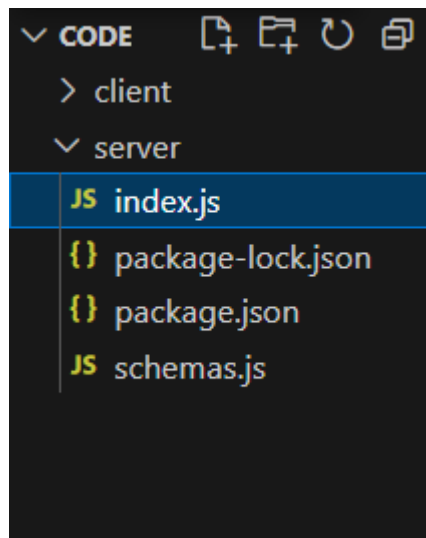 CODE
client
server
JS index.js
{} package-lock.json
{} package.json
JS schemas.js